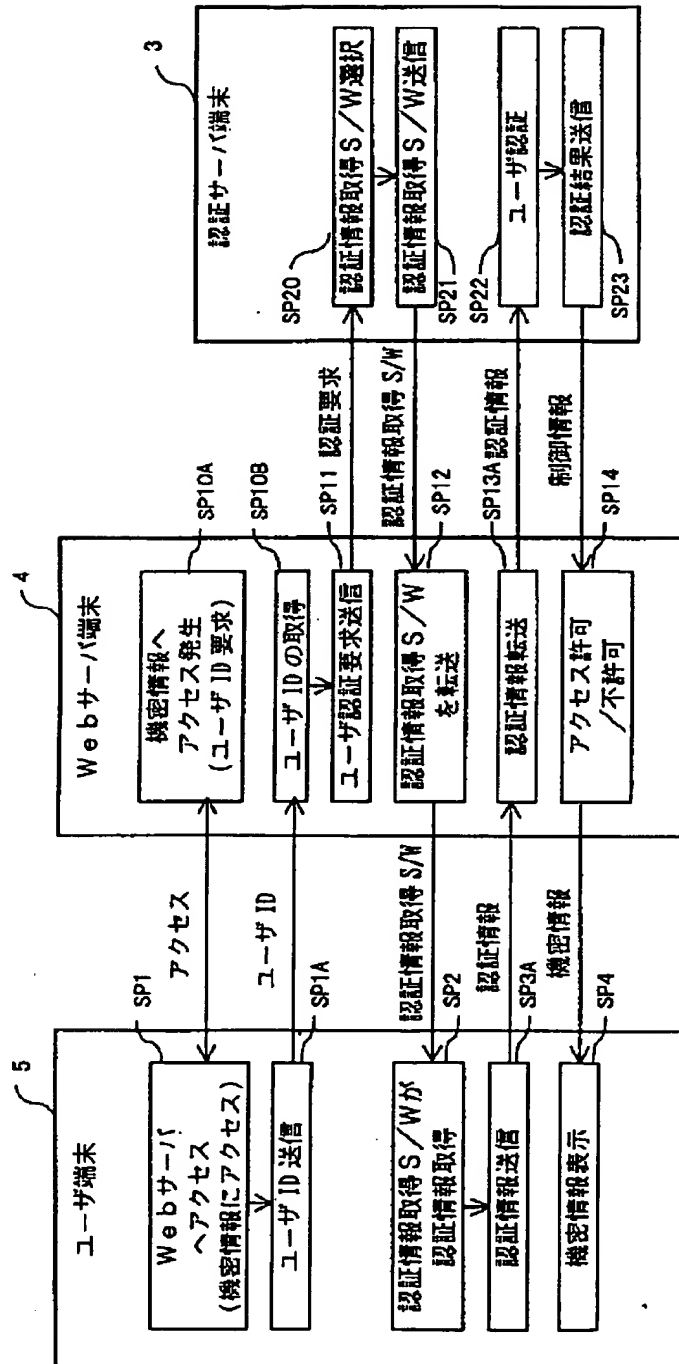 5
ユーザ端末
SP1
Webサーバ
へアクセス
(機密情報にアクセス)
SP1A
ユーザID送信
SP2
認証情報取得S/Wが
認証情報取得
SP3A
認証情報送信
SP4
機密情報表示
アクセス
ユーザID
認証情報取得S/W
認証情報
機密情報
4
Webサーバ端末
SP10A
機密情報へ
アクセス発生
(ユーザID要求)
SP10B
ユーザIDの取得
SP11
ユーザ認証要求送信
SP12
認証情報取得S/W
を転送
SP13A
認証情報転送
SP14
アクセス許可
/不許可
認証要求
認証情報取得S/W
認証情報
制御情報
3
認証サーバ端末
SP20
認証情報取得S/W選択
SP21
認証情報取得S/W送信
SP22
ユーザ認証
SP23
認証結果送信